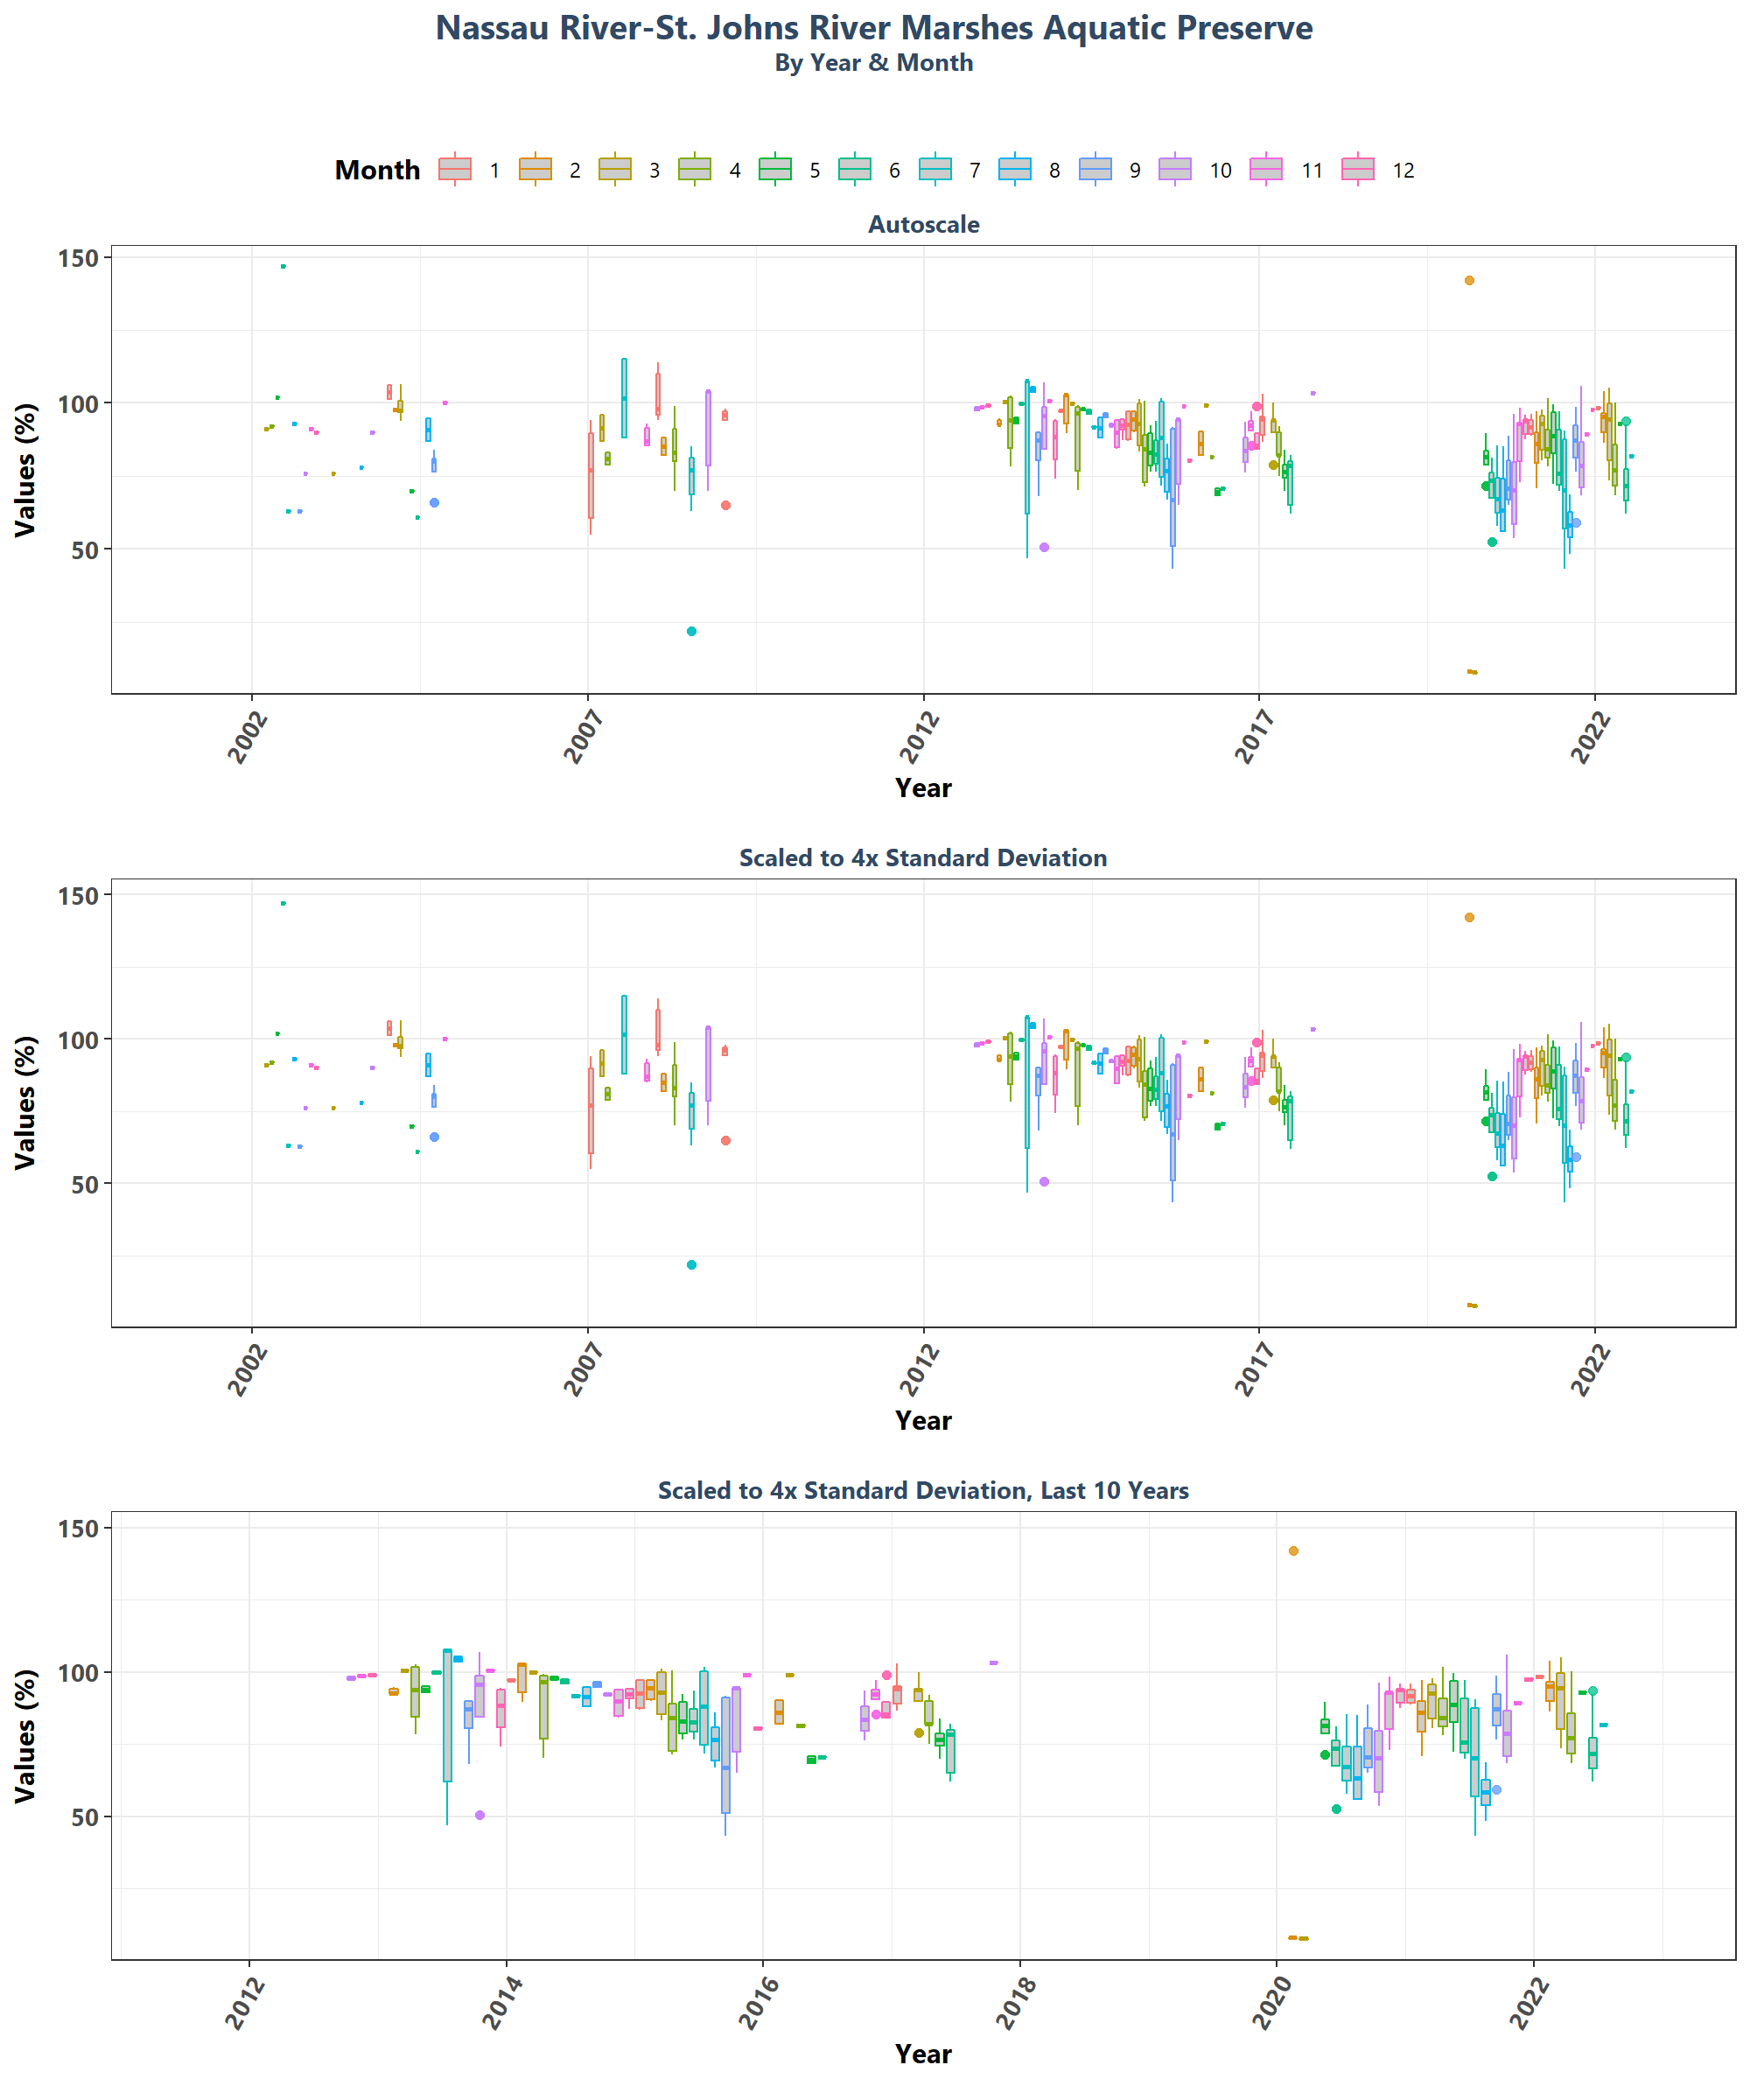 Nassau River-St. Johns River Marshes Aquatic Preserve
By Year & Month
Month 1 2 3 4 5 6 7 8 9 10 11 12
Autoscale
Values (%)
150
100
50
2002 2007 2012 2017 2022
Year
Scaled to 4x Standard Deviation
Values (%)
150
100
50
2002 2007 2012 2017 2022
Year
Scaled to 4x Standard Deviation, Last 10 Years
Values (%)
150
100
50
2012 2014 2016 2018 2020 2022
Year